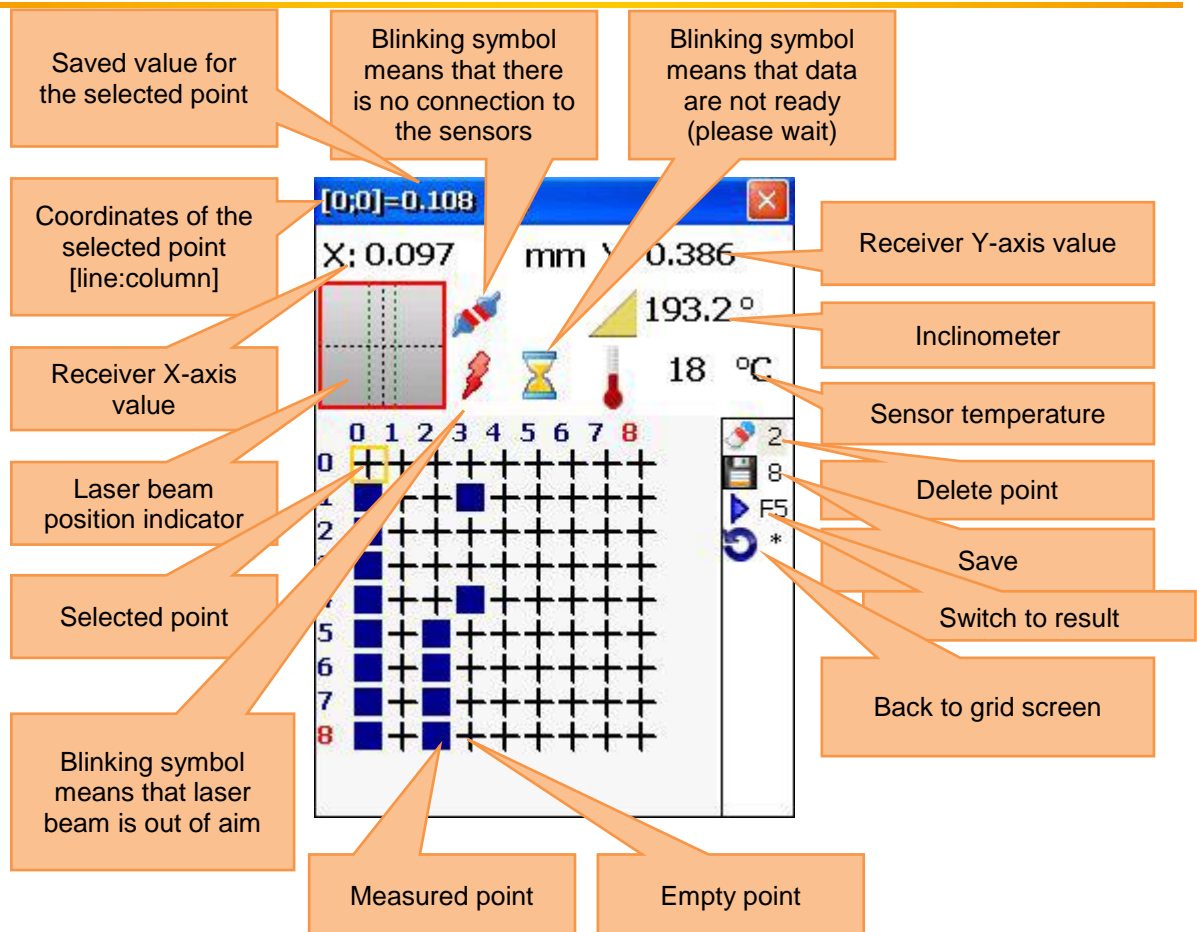 Saved value for
the selected point
Blinking symbol
means that there
is no connection to
the sensors
Blinking symbol
means that data
are not ready
(please wait)
Coordinates of the
selected point
[line:column]
Receiver X-axis
value
Laser beam
position indicator
Selected point
Blinking symbol
means that laser
beam is out of aim
[0;0]=0.108
X: 0.097 mm Y 0.386
193.2 °
18 °C
0 1 2 3 4 5 6 7 8
0
1
2
5
6
7
8
2
8
F5
*
Receiver Y-axis value
Inclinometer
Sensor temperature
Delete point
Save
Switch to result
Back to grid screen
Measured point
Empty point